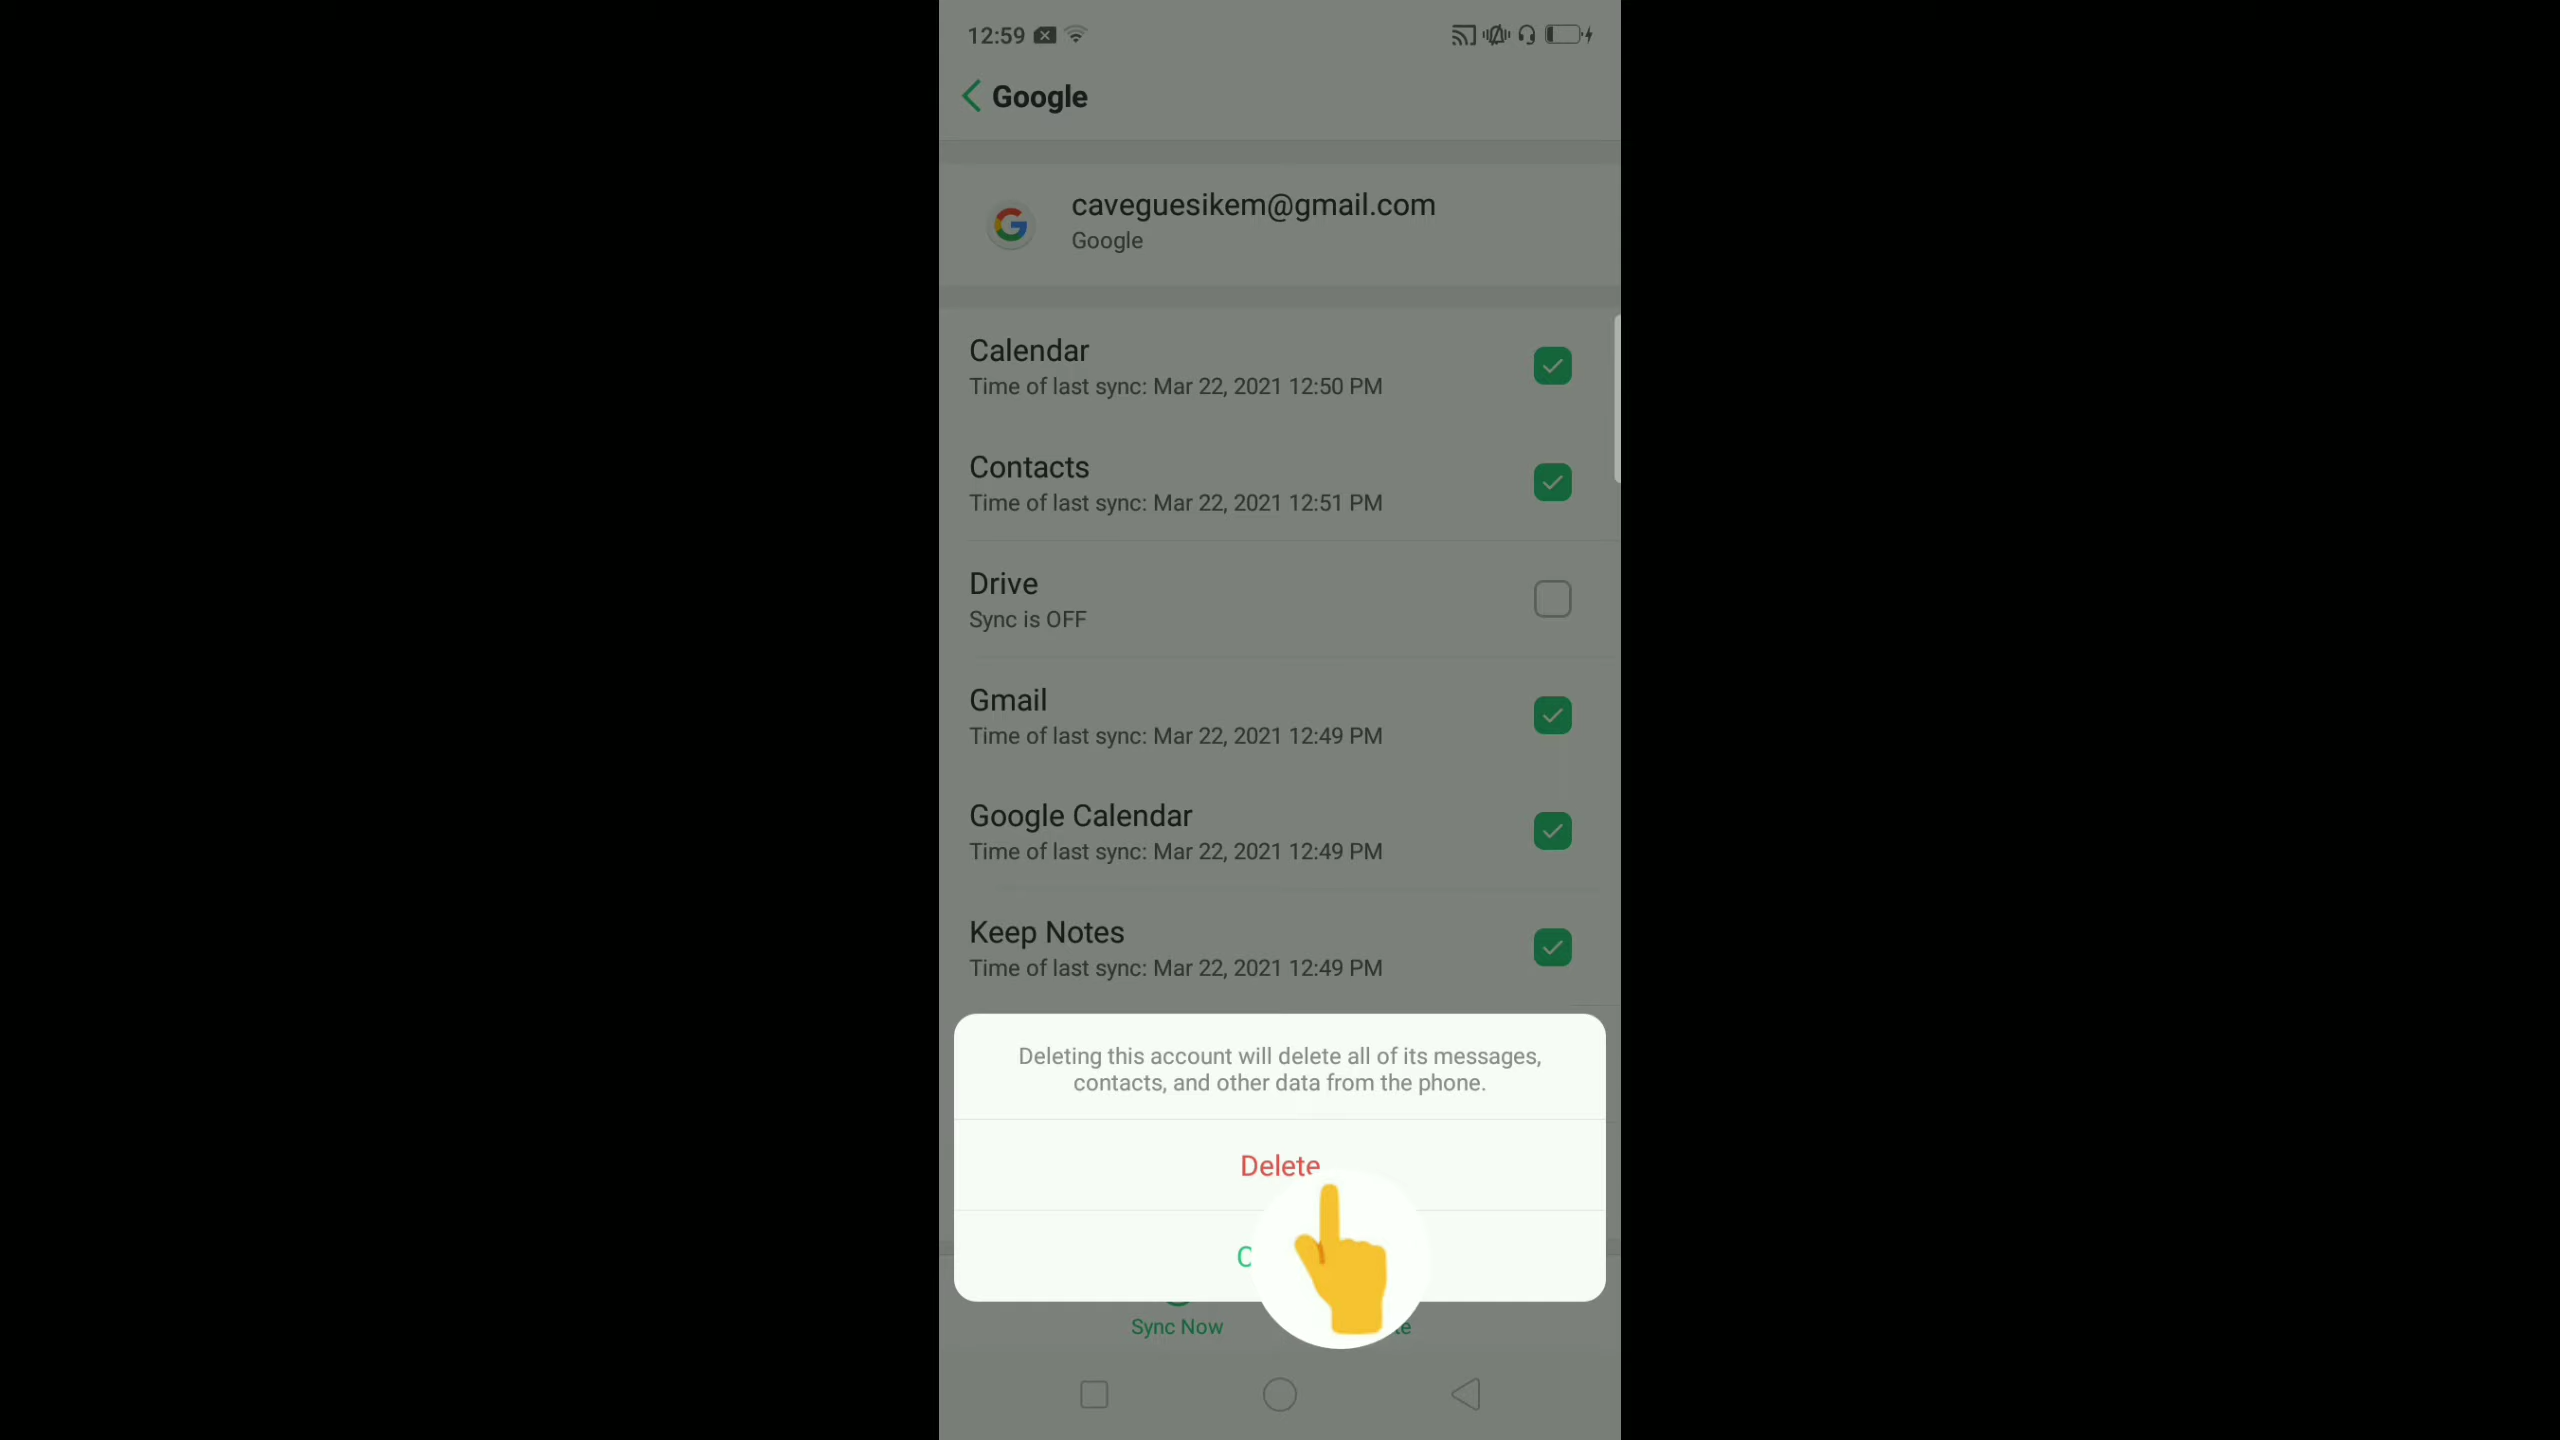 12:59
Google
caveguesikem@gmail.com
Google
Calendar
Time of last sync: Mar 22, 2021 12:50 PM
Contacts
Time of last sync: Mar 22, 2021 12:51 PM
Drive
Sync is OFF
Gmail
Time of last sync: Mar 22, 2021 12:49 PM
Google Calendar
Time of last sync: Mar 22, 2021 12:49 PM
Keep Notes
Time of last sync: Mar 22, 2021 12:49 PM
Deleting this account will delete all of its messages,
contacts, and other data from the phone.
Delete
Sync Now